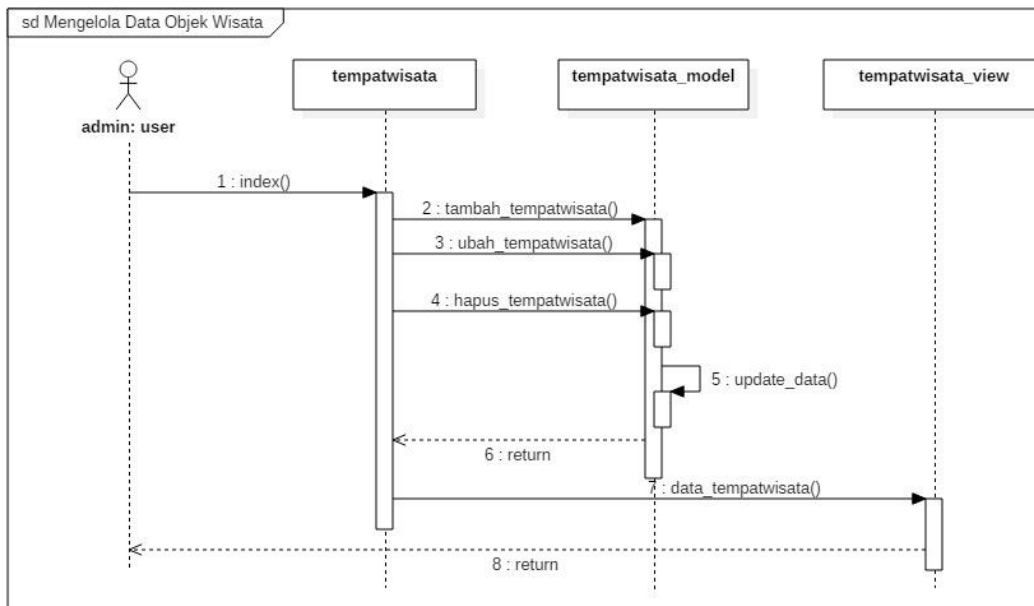 sd Mengelola Data Objek Wisata
admin: user
tempatwisata
tempatwisata_model
tempatwisata_view
1 : index()
2 : tambah_tempatwisata()
3 : ubah_tempatwisata()
4 : hapus_tempatwisata()
5 : update_data()
6 : return
7 : data_tempatwisata()
8 : return